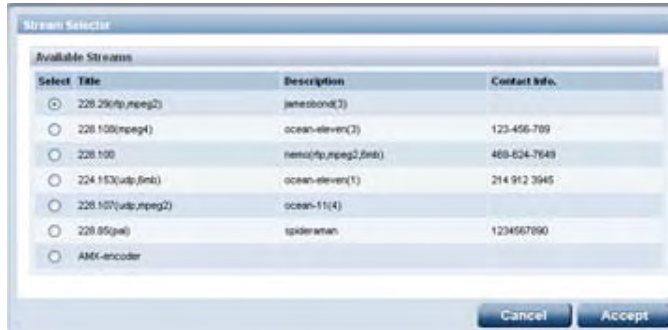 Stream Selector
Available Streams
Select Title Description Contact Info.
228.29(rtp,mpeg2) jamesbond(3)
228.108(mpeg4) ocean-eleven(3) 123-456-789
228.100 nemo(rtp,mpeg2,6mb) 469-624-7649
224.153(udp,6mb) ocean-eleven(1) 214 912 3945
228.107(udp,mpeg2) ocean-11(4)
228.85(pal) spideraman 1234567890
AMX-encoder
Cancel Accept